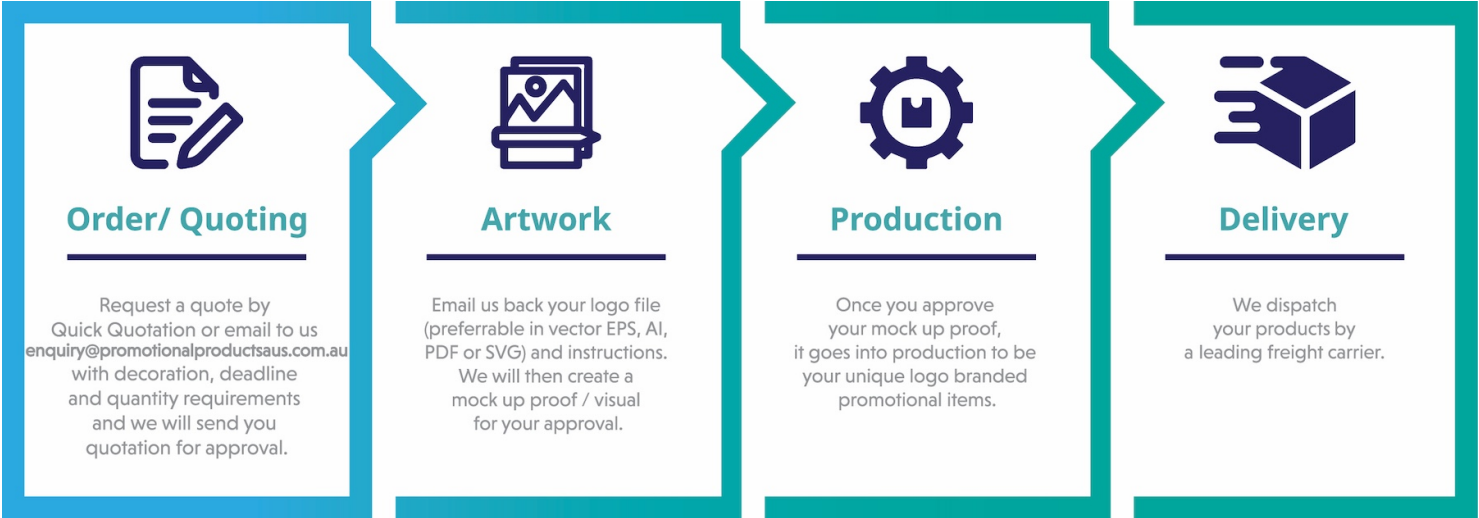 Order/ Quoting
Request a quote by
Quick Quotation or email to us
enquiry@promotionalproductsaus.com.au
with decoration, deadline
and quantity requirements
and we will send you
quotation for approval.
Artwork
Email us back your logo file
(preferrable in vector EPS, AI,
PDF or SVG) and instructions.
We will then create a
mock up proof / visual
for your approval.
Production
Once you approve
your mock up proof,
it goes into production to be
your unique logo branded
promotional items.
Delivery
We dispatch
your products by
a leading freight carrier.